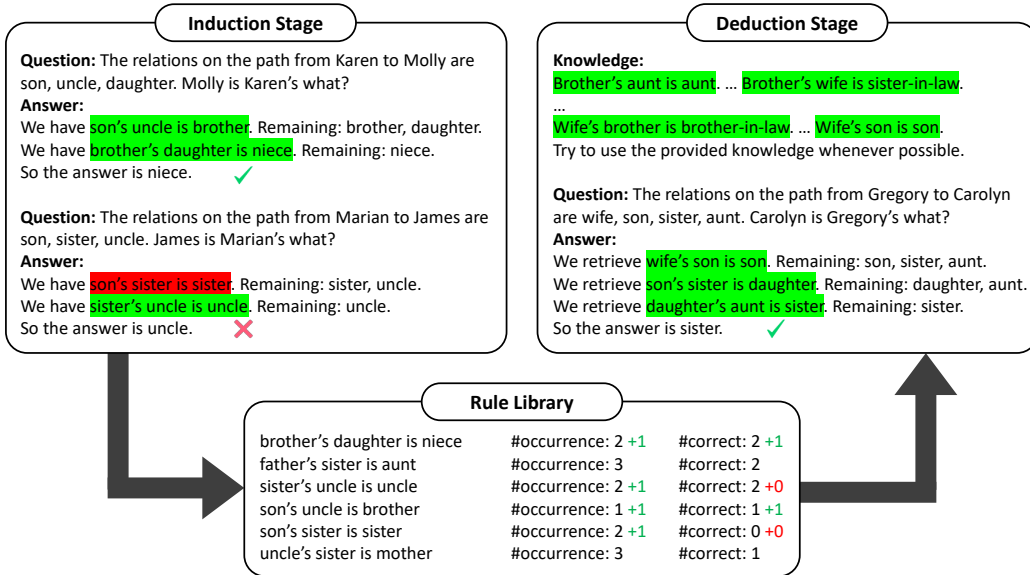 Induction Stage
Question: The relations on the path from Karen to Molly are
son, uncle, daughter. Molly is Karen's what?
Answer:
We have son's uncle is brother. Remaining: brother, daughter.
We have brother's daughter is niece. Remaining: niece.
So the answer is niece.
Question: The relations on the path from Marian to James are
son, sister, uncle. James is Marian's what?
Answer:
We have son's sister is sister. Remaining: sister, uncle.
We have sister's uncle is uncle. Remaining: uncle.
So the answer is uncle.
Deduction Stage
Knowledge:
Brother's aunt is aunt. ... Brother's wife is sister-in-law.
...
Wife's brother is brother-in-law. ... Wife's son is son.
Try to use the provided knowledge whenever possible.
Question: The relations on the path from Gregory to Carolyn
are wife, son, sister, aunt. Carolyn is Gregory's what?
Answer:
We retrieve wife's son is son. Remaining: son, sister, aunt.
We retrieve son's sister is daughter. Remaining: daughter, aunt.
We retrieve daughter's aunt is sister. Remaining: sister.
So the answer is sister.
Rule Library
brother's daughter is niece #occurrence: 2 +1 #correct: 2 +1
father's sister is aunt #occurrence: 3 #correct: 2
sister's uncle is uncle #occurrence: 2 +1 #correct: 2 +0
son's uncle is brother #occurrence: 1 +1 #correct: 1 +1
son's sister is sister #occurrence: 2 +1 #correct: 0 +0
uncle's sister is mother #occurrence: 3 #correct: 1